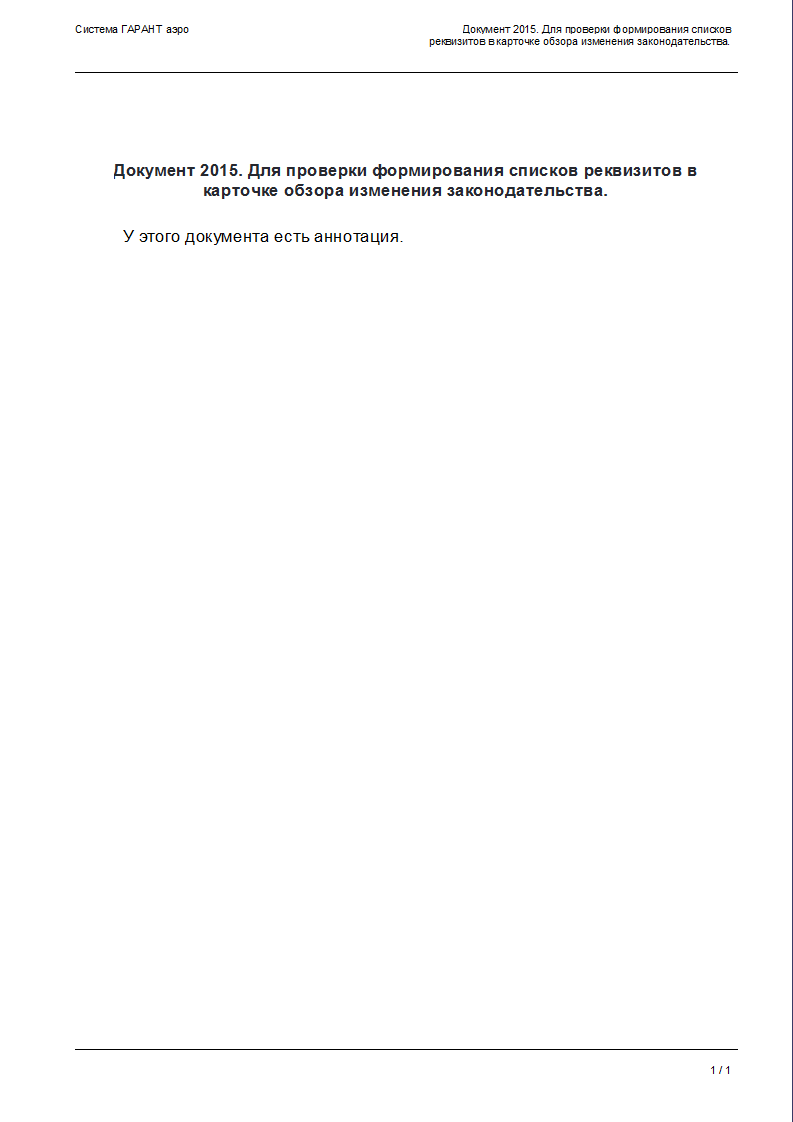 Система ГАРАНТ аэро
Документ 2015. Для проверки формирования списков
реквизитов в карточке обзора изменения законодательства.
Документ 2015. Для проверки формирования списков реквизитов в
карточке обзора изменения законодательства.
У этого документа есть аннотация.
1 / 1